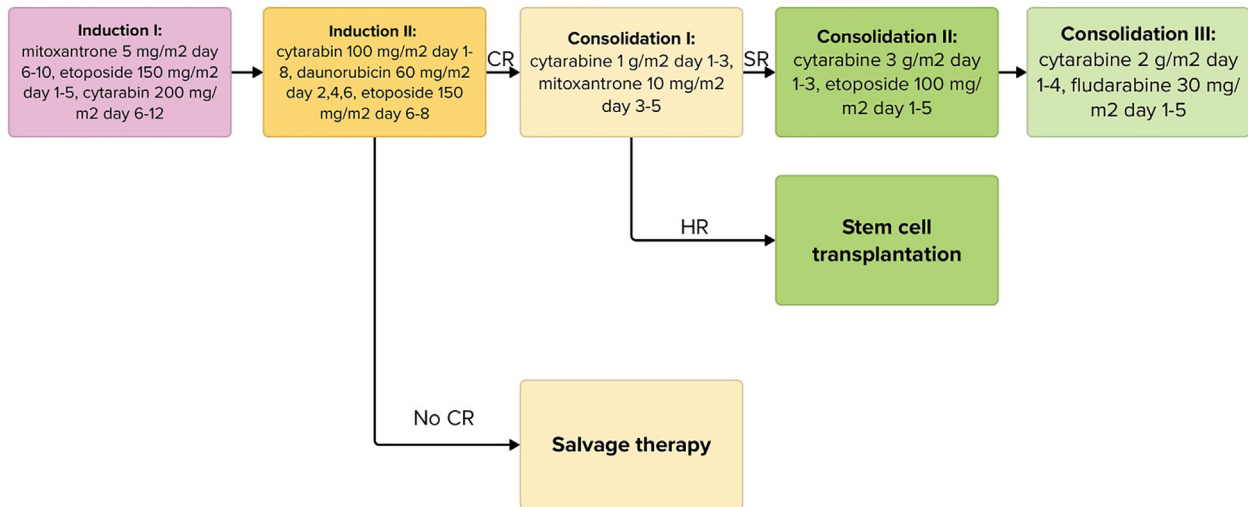 Induction I:
mitoxantrone 5 mg/m2 day
6-10, etoposide 150 mg/m2
day 1-5, cytarabin 200 mg/
m2 day 6-12
Induction II:
cytarabin 100 mg/m2 day 1-
8, daunorubicin 60 mg/m2
day 2,4,6, etoposide 150
mg/m2 day 6-8
CR
Consolidation I:
cytarabine 1 g/m2 day 1-3,
mitoxantrone 10 mg/m2
day 3-5
SR
Consolidation II:
cytarabine 3 g/m2 day
1-3, etoposide 100 mg/
m2 day 1-5
Consolidation III:
cytarabine 2 g/m2 day
1-4, fludarabine 30 mg/
m2 day 1-5
HR
Stem cell
transplantation
No CR
Salvage therapy